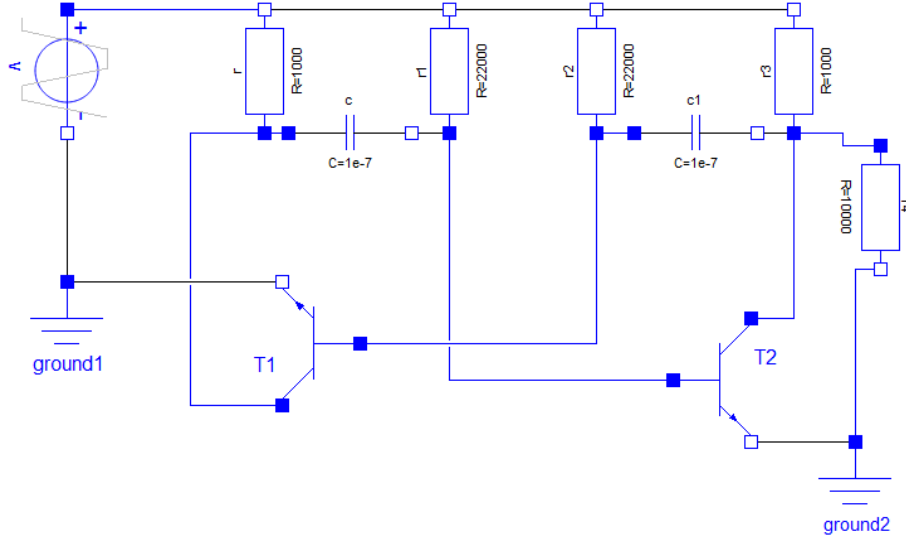 +
V
-
r
R=1000
r1
R=22000
r2
R=22000
r3
R=1000
c
C=1e-7
c1
C=1e-7
R=10000
T1
T2
ground1
ground2